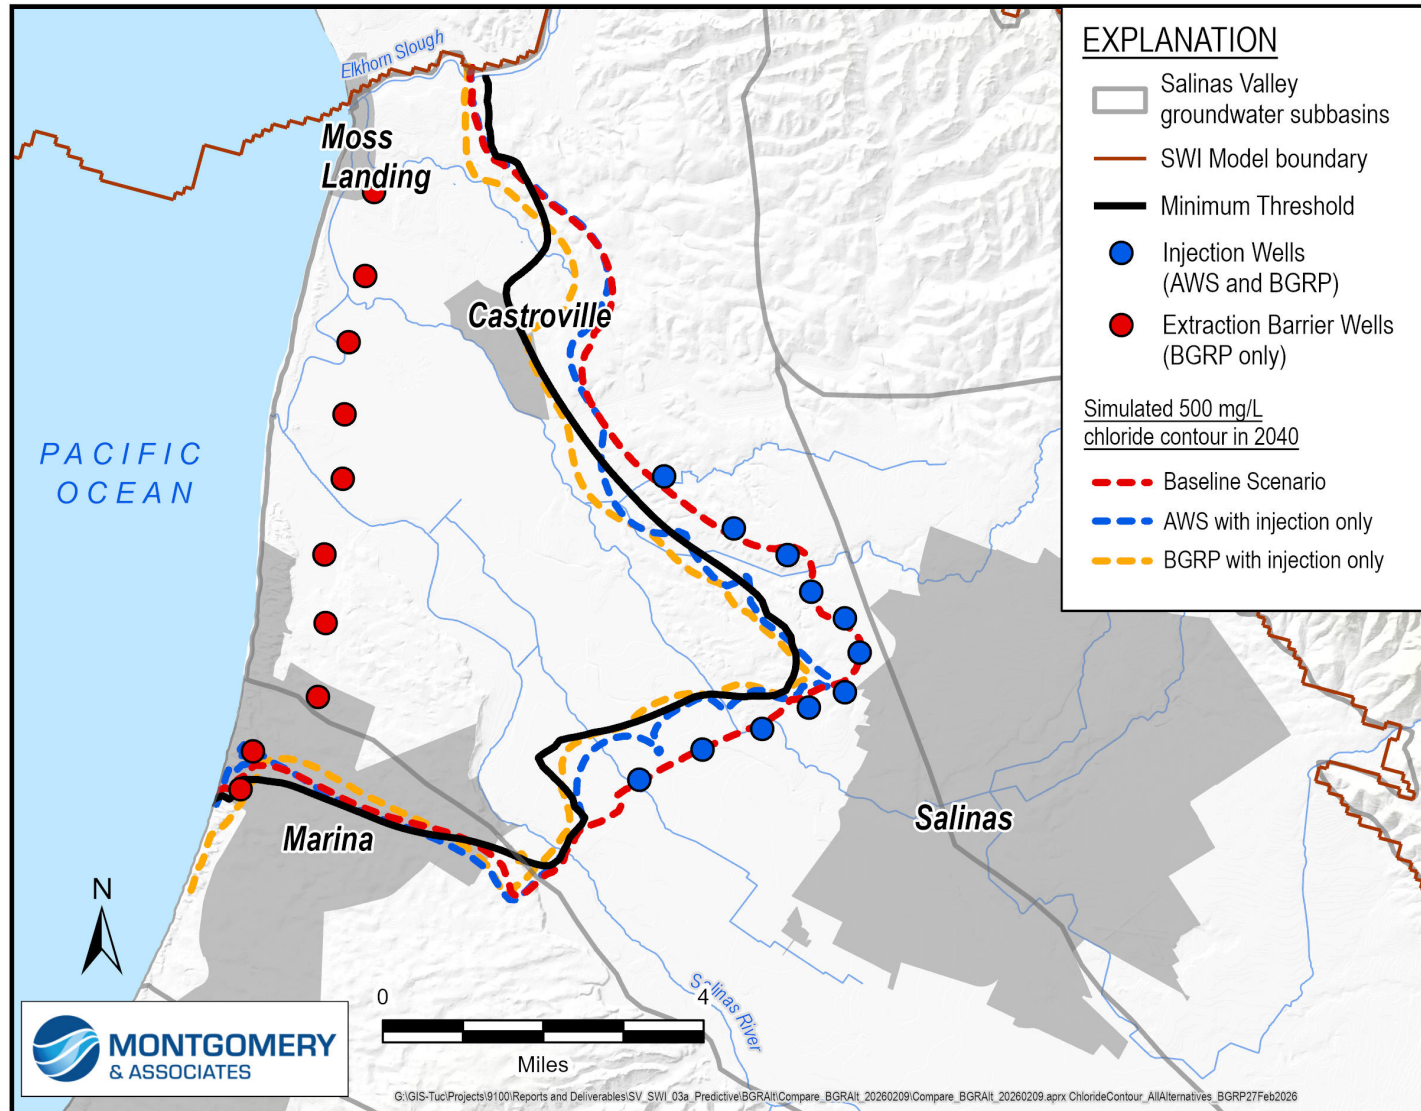 EXPLANATION
Salinas Valley
groundwater subbasins
SWI Model boundary
Minimum Threshold
Injection Wells
(AWS and BGRP)
Extraction Barrier Wells
(BGRP only)
Simulated 500 mg/L
chloride contour in 2040
Baseline Scenario
AWS with injection only
BGRP with injection only
Elkhorn Slough
Moss
Landing
Castroville
PACIFIC
OCEAN
Marina
Salinas
Salinas River
N
0 4
Miles
MONTGOMERY
& ASSOCIATES
G:\GIS-Tuc\Projects\9100\Reports and Deliverables\SV_SWI_03a_Predictive\BGRAlt\Compare_BGRAlt_20260209\Compare_BGRAlt_20260209.aprx ChlorideContour_AllAlternatives_BGRP27Feb2026